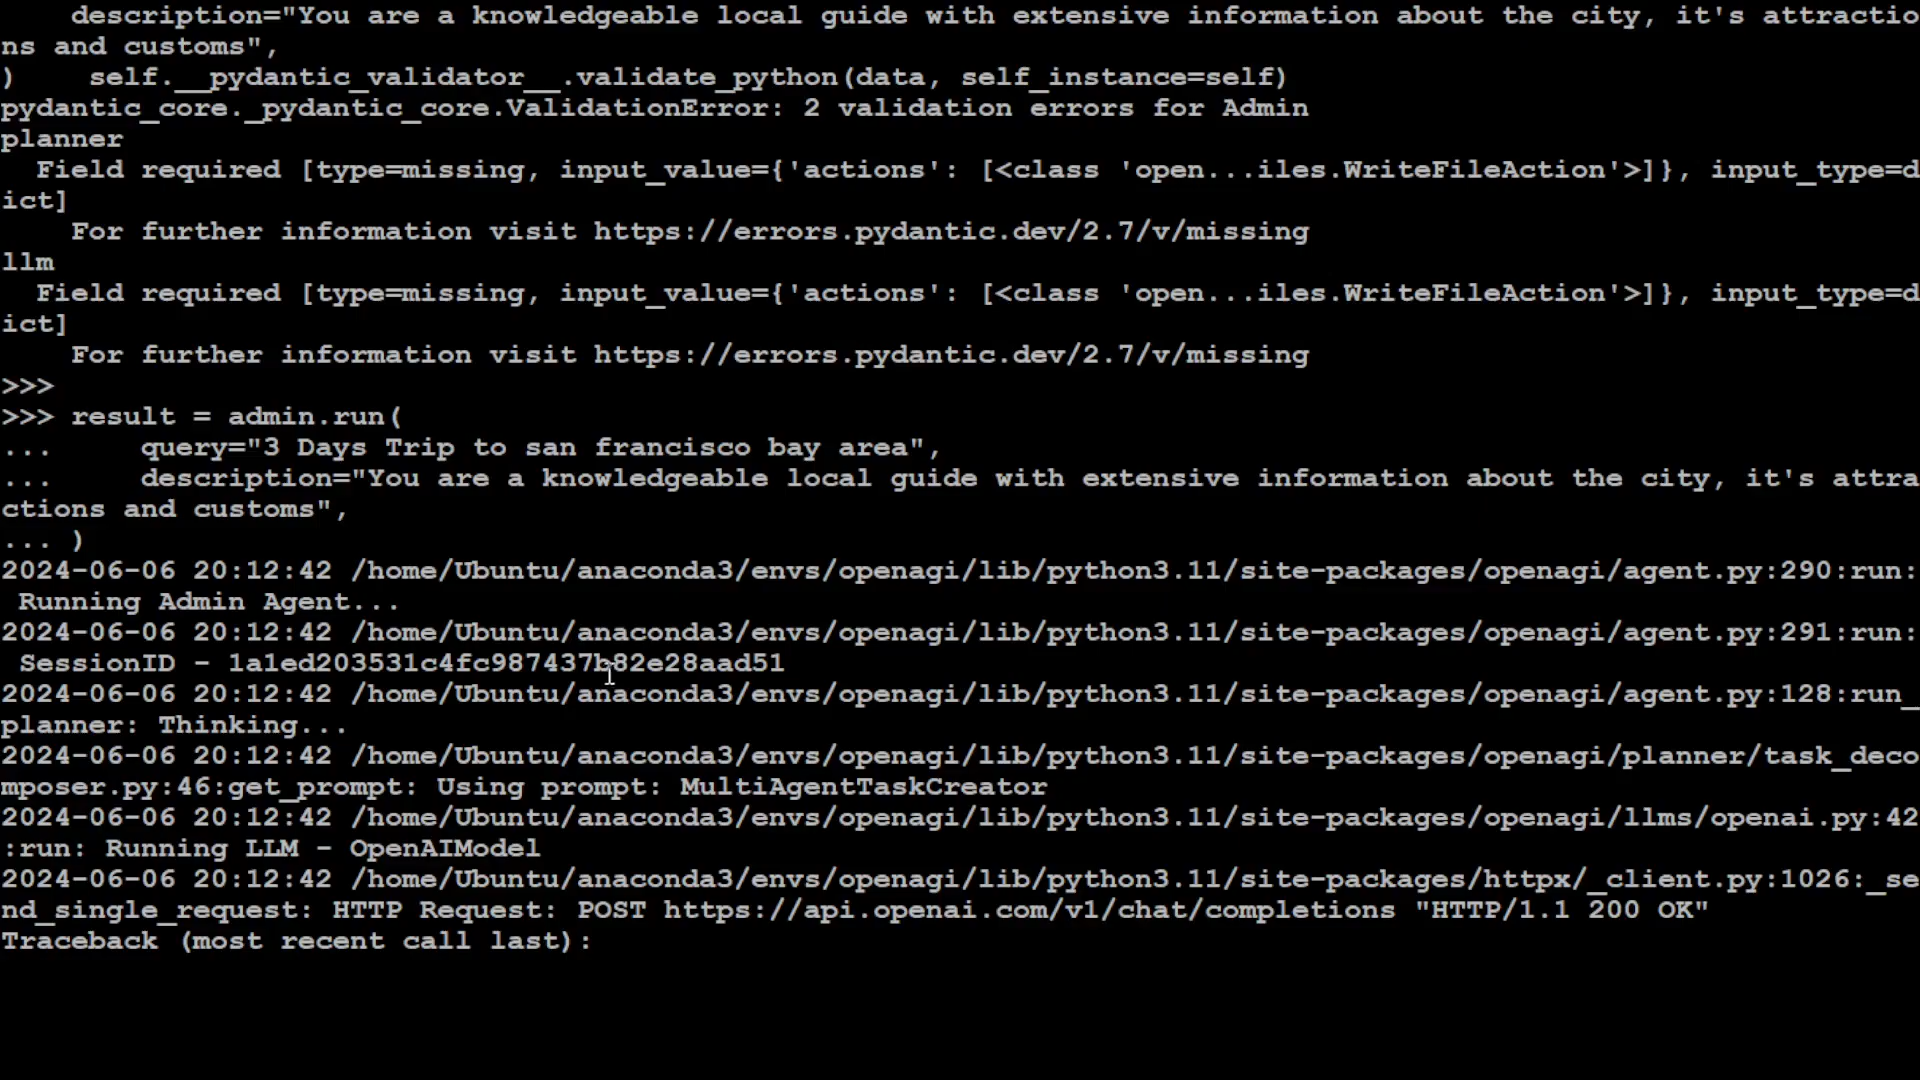 description="You are a knowledgeable local guide with extensive information about the city, it's attractio
ns and customs",
)    self.__pydantic_validator__.validate_python(data, self_instance=self)
pydantic_core._pydantic_core.ValidationError: 2 validation errors for Admin
planner
  Field required [type=missing, input_value={'actions': [<class 'open...iles.WriteFileAction'>]}, input_type=d
ict]
    For further information visit https://errors.pydantic.dev/2.7/v/missing
llm
  Field required [type=missing, input_value={'actions': [<class 'open...iles.WriteFileAction'>]}, input_type=d
ict]
    For further information visit https://errors.pydantic.dev/2.7/v/missing
>>>
>>> result = admin.run(
...     query="3 Days Trip to san francisco bay area",
...     description="You are a knowledgeable local guide with extensive information about the city, it's attra
ctions and customs",
... )
2024-06-06 20:12:42 /home/Ubuntu/anaconda3/envs/openagi/lib/python3.11/site-packages/openagi/agent.py:290:run:
 Running Admin Agent...
2024-06-06 20:12:42 /home/Ubuntu/anaconda3/envs/openagi/lib/python3.11/site-packages/openagi/agent.py:291:run:
 SessionID - 1a1ed203531c4fc987437b82e28aad51
2024-06-06 20:12:42 /home/Ubuntu/anaconda3/envs/openagi/lib/python3.11/site-packages/openagi/agent.py:128:run_
planner: Thinking...
2024-06-06 20:12:42 /home/Ubuntu/anaconda3/envs/openagi/lib/python3.11/site-packages/openagi/planner/task_deco
mposer.py:46:get_prompt: Using prompt: MultiAgentTaskCreator
2024-06-06 20:12:42 /home/Ubuntu/anaconda3/envs/openagi/lib/python3.11/site-packages/openagi/llms/openai.py:42
:run: Running LLM - OpenAIModel
2024-06-06 20:12:42 /home/Ubuntu/anaconda3/envs/openagi/lib/python3.11/site-packages/httpx/_client.py:1026:_se
nd_single_request: HTTP Request: POST https://api.openai.com/v1/chat/completions "HTTP/1.1 200 OK"
Traceback (most recent call last):